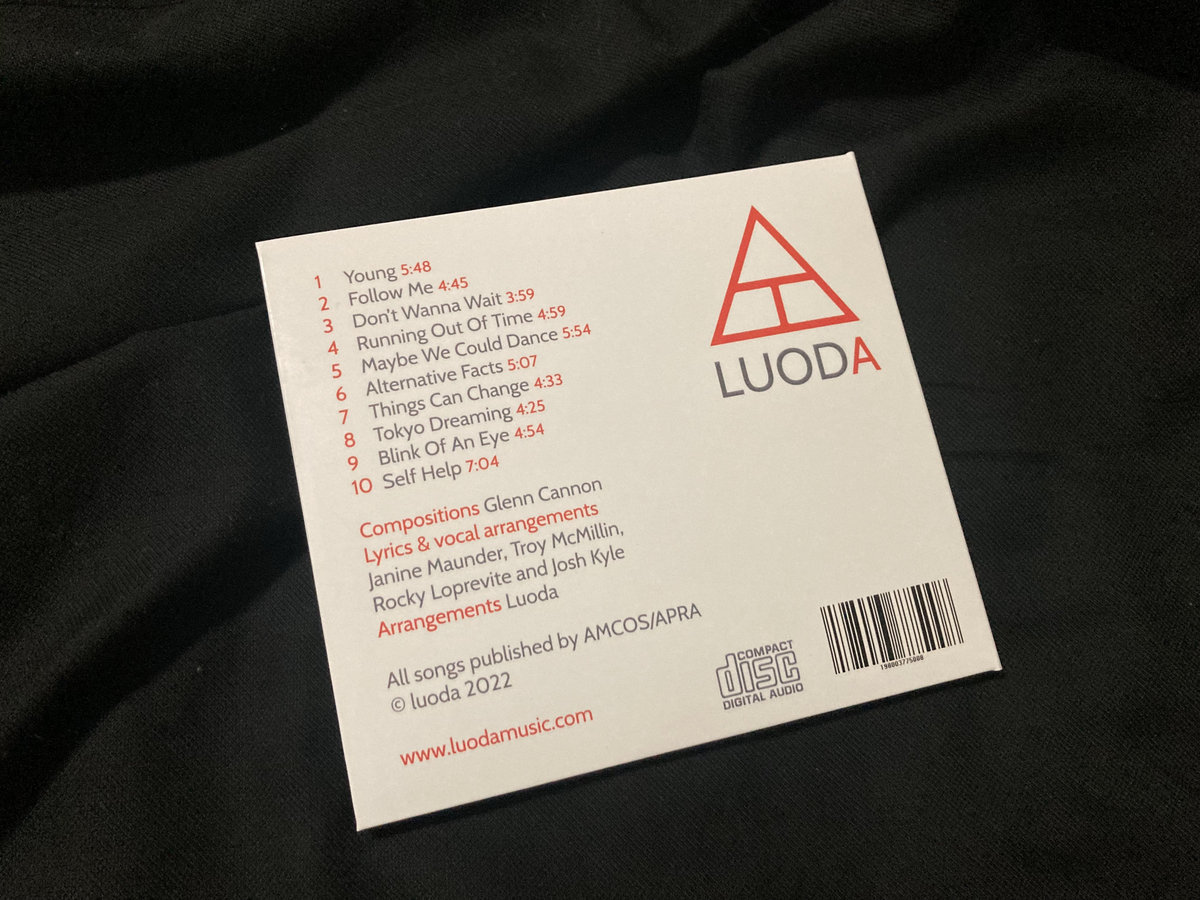 1 Young 5:48
2 Follow Me 4:45
3 Don't Wanna Wait 3:59
4 Running Out Of Time 4:59
5 Maybe We Could Dance 5:54
6 Alternative Facts 5:07
7 Things Can Change 4:33
8 Tokyo Dreaming 4:25
9 Blink Of An Eye 4:54
10 Self Help 7:04
Compositions Glenn Cannon
Lyrics & vocal arrangements
Janine Maunder, Troy McMillin,
Rocky Loprevite and Josh Kyle
Arrangements Luoda
All songs published by AMCOS/APRA
© luoda 2022
www.luodamusic.com
LUODA
COMPACT
disc
DIGITAL AUDIO
198003775008